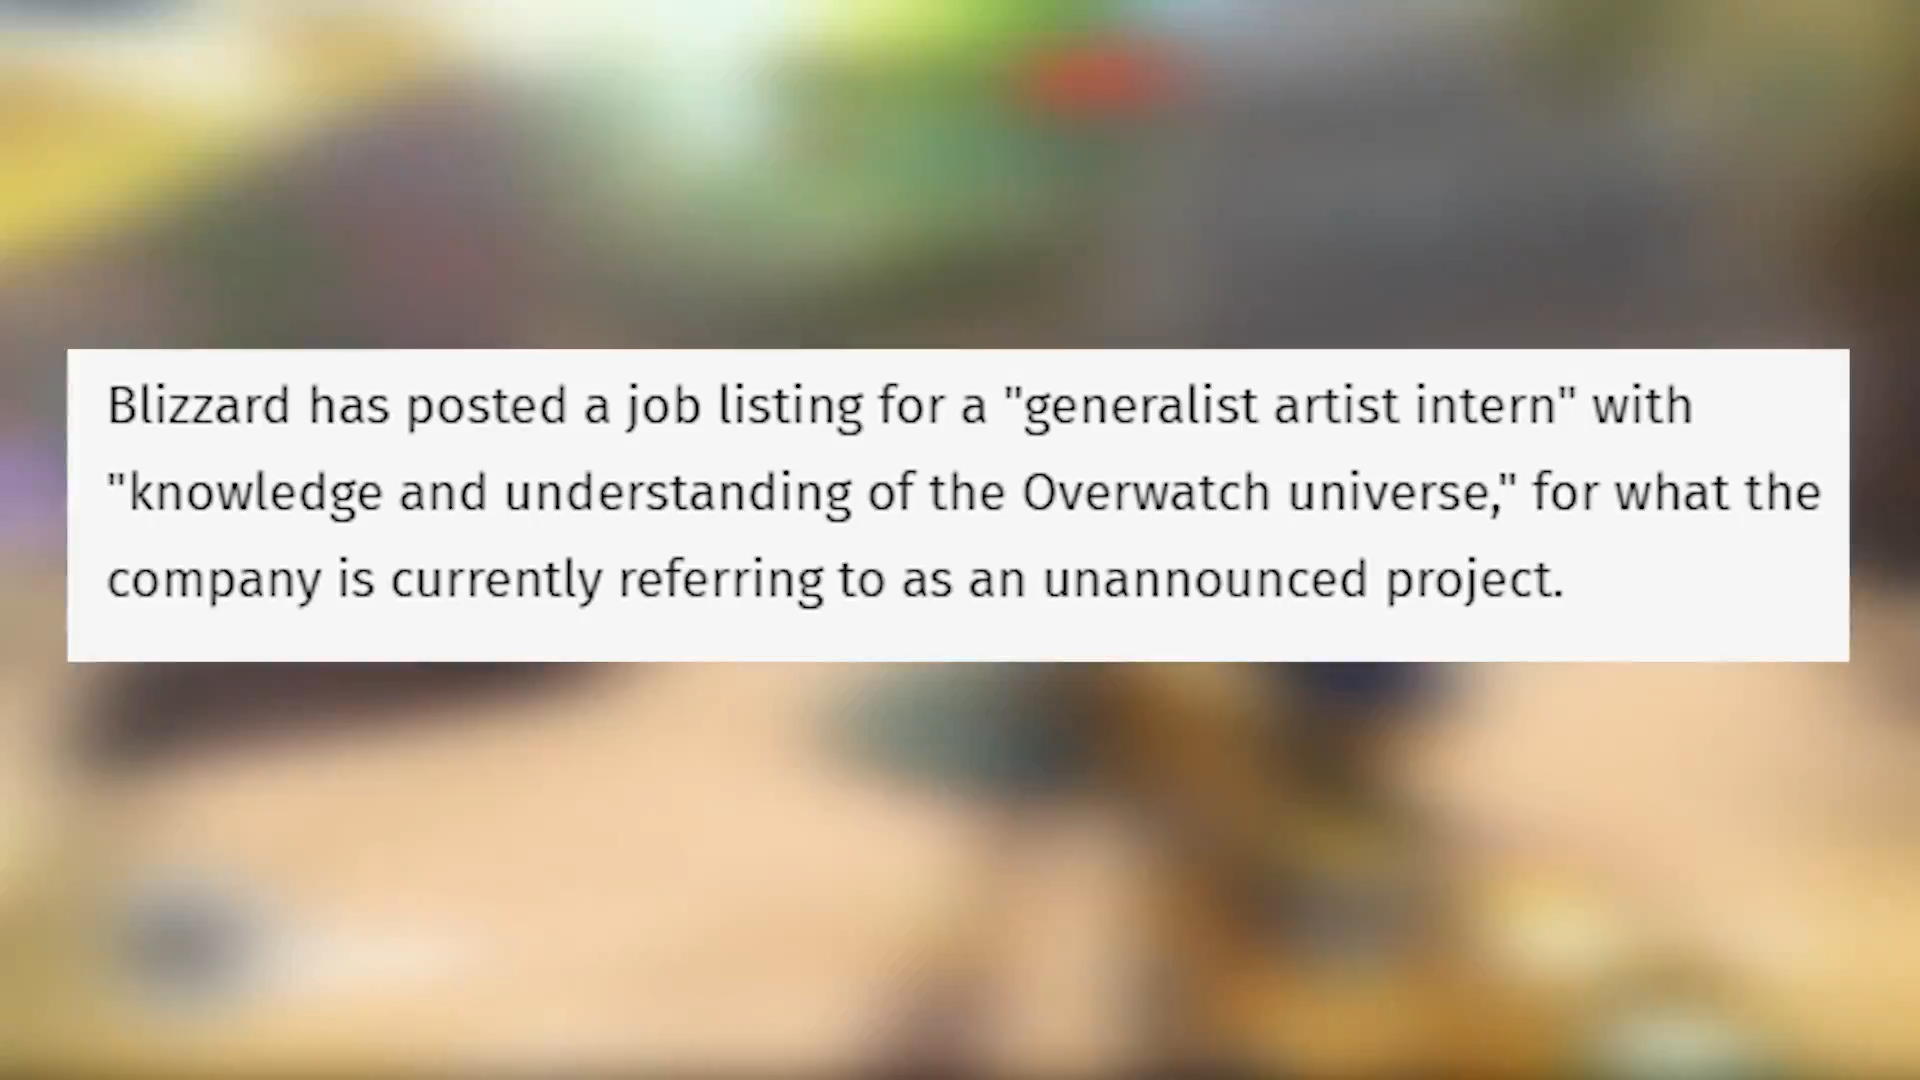 Blizzard has posted a job listing for a "generalist artist intern" with
"knowledge and understanding of the Overwatch universe," for what the
company is currently referring to as an unannounced project.